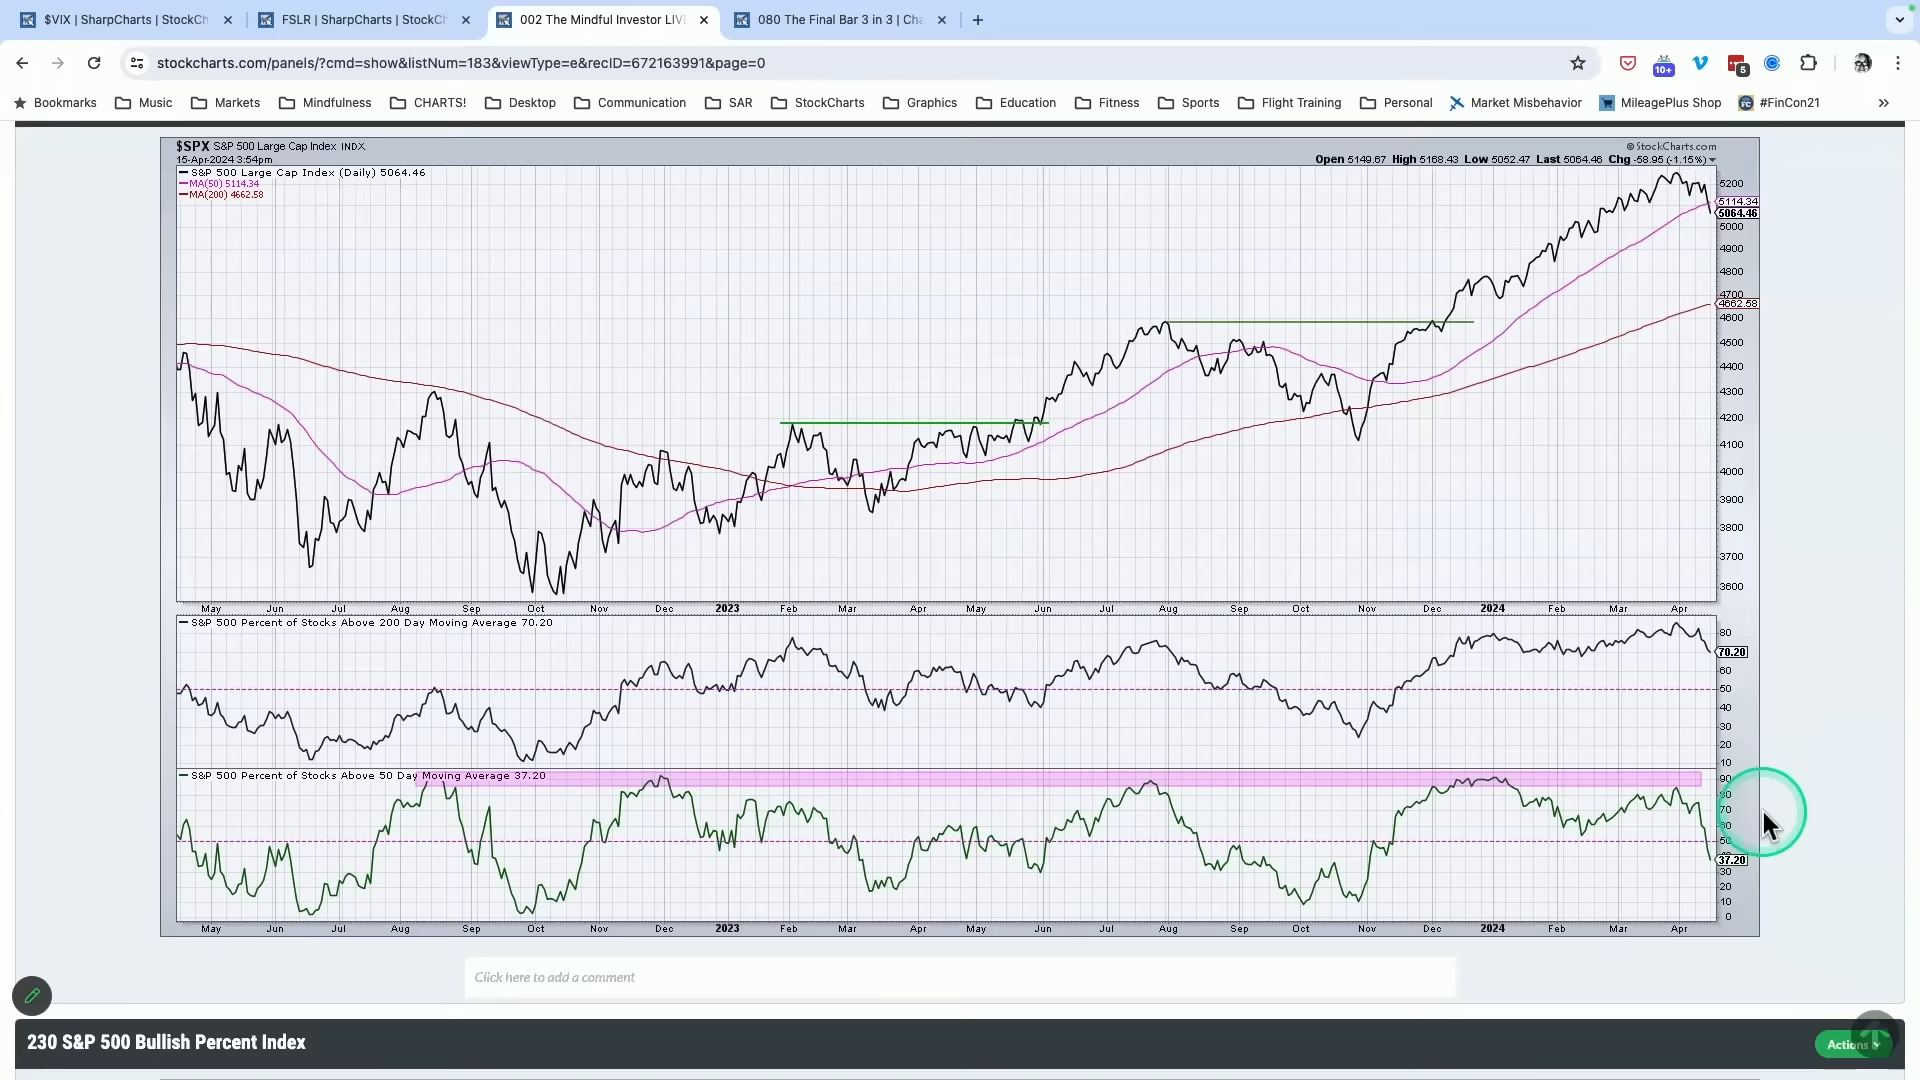 $VIX | SharpCharts | StockCh
FSLR | SharpCharts | StockCh
002 The Mindful Investor LIVE
080 The Final Bar 3 in 3 | Cha
stockcharts.com/panels/?cmd=show&listNum=183&viewType=e&recID=672163991&page=0
10+
5
Bookmarks Music Markets Mindfulness CHARTS! Desktop Communication SAR StockCharts Graphics Education Fitness Sports Flight Training Personal Market Misbehavior MileagePlus Shop #FinCon21
$SPX S&P 500 Large Cap Index INDX
© StockCharts.com
15-Apr-2024 3:54pm
Open 5149.67 High 5168.43 Low 5052.47 Last 5064.46 Chg -58.95 (-1.15%)
S&P 500 Large Cap Index (Daily) 5064.46
MA(50) 5114.34
MA(200) 4662.58
5200
5114.34
5064.46
5000
4900
4800
4700
4662.58
4600
4500
4400
4300
4200
4100
4000
3900
3800
3700
3600
May Jun Jul Aug Sep Oct Nov Dec 2023 Feb Mar Apr May Jun Jul Aug Sep Oct Nov Dec 2024 Feb Mar Apr
S&P 500 Percent of Stocks Above 200 Day Moving Average 70.20
80
70.20
60
50
40
30
20
10
S&P 500 Percent of Stocks Above 50 Day Moving Average 37.20
90
80
70
60
50
37.20
30
20
10
0
May Jun Jul Aug Sep Oct Nov Dec 2023 Feb Mar Apr May Jun Jul Aug Sep Oct Nov Dec 2024 Feb Mar Apr
Click here to add a comment
230 S&P 500 Bullish Percent Index
Actions